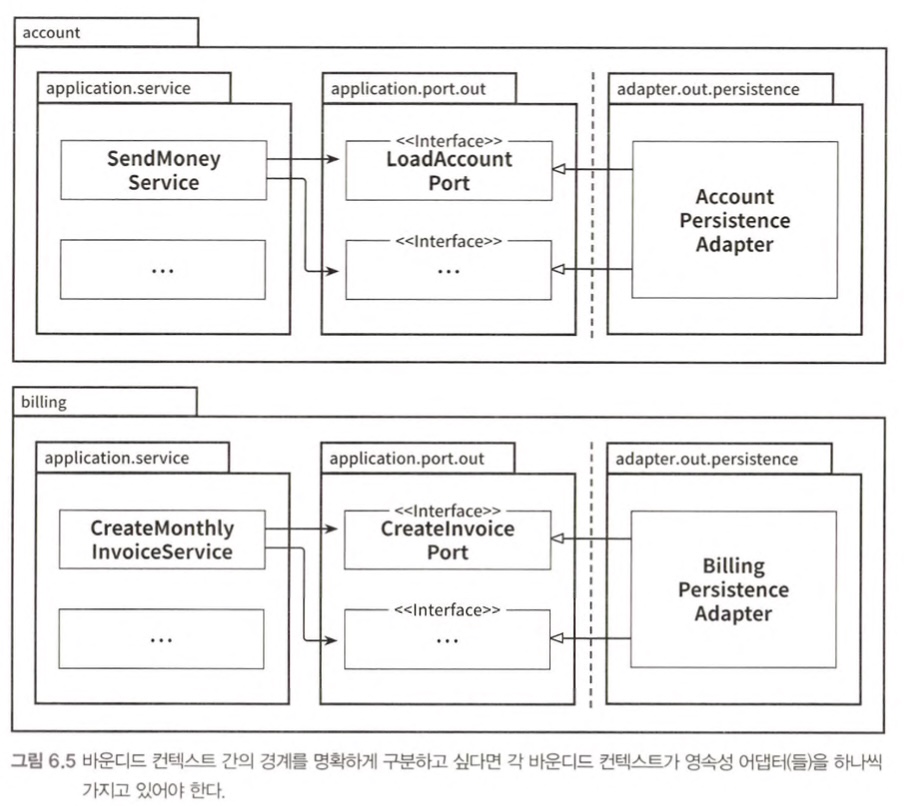 account
application.service
application.port.out
adapter.out.persistence
SendMoney
Service
...
<<Interface>>
LoadAccount
Port
<<Interface>>
...
Account
Persistence
Adapter
billing
application.service
application.port.out
adapter.out.persistence
CreateMonthly
InvoiceService
...
<<Interface>>
CreateInvoice
Port
<<Interface>>
...
Billing
Persistence
Adapter
그림 6.5 바운디드 컨텍스트 간의 경계를 명확하게 구분하고 싶다면 각 바운디드 컨텍스트가 영속성 어댑터(들)을 하나씩
가지고 있어야 한다.